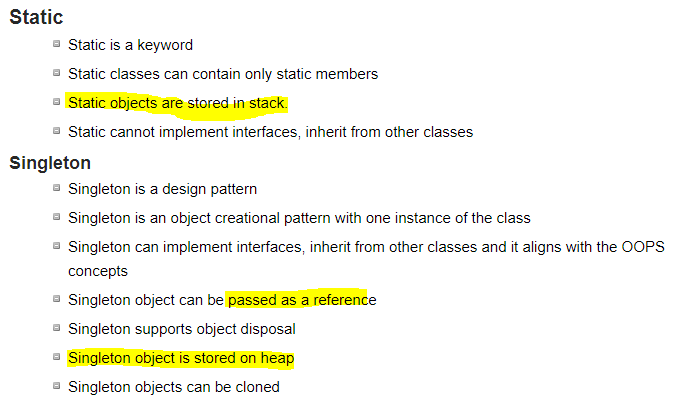 Static
Static is a keyword
Static classes can contain only static members
Static objects are stored in stack.
Static cannot implement interfaces, inherit from other classes
Singleton
Singleton is a design pattern
Singleton is an object creational pattern with one instance of the class
Singleton can implement interfaces, inherit from other classes and it aligns with the OOPS
concepts
Singleton object can be passed as a reference
Singleton supports object disposal
Singleton object is stored on heap
Singleton objects can be cloned